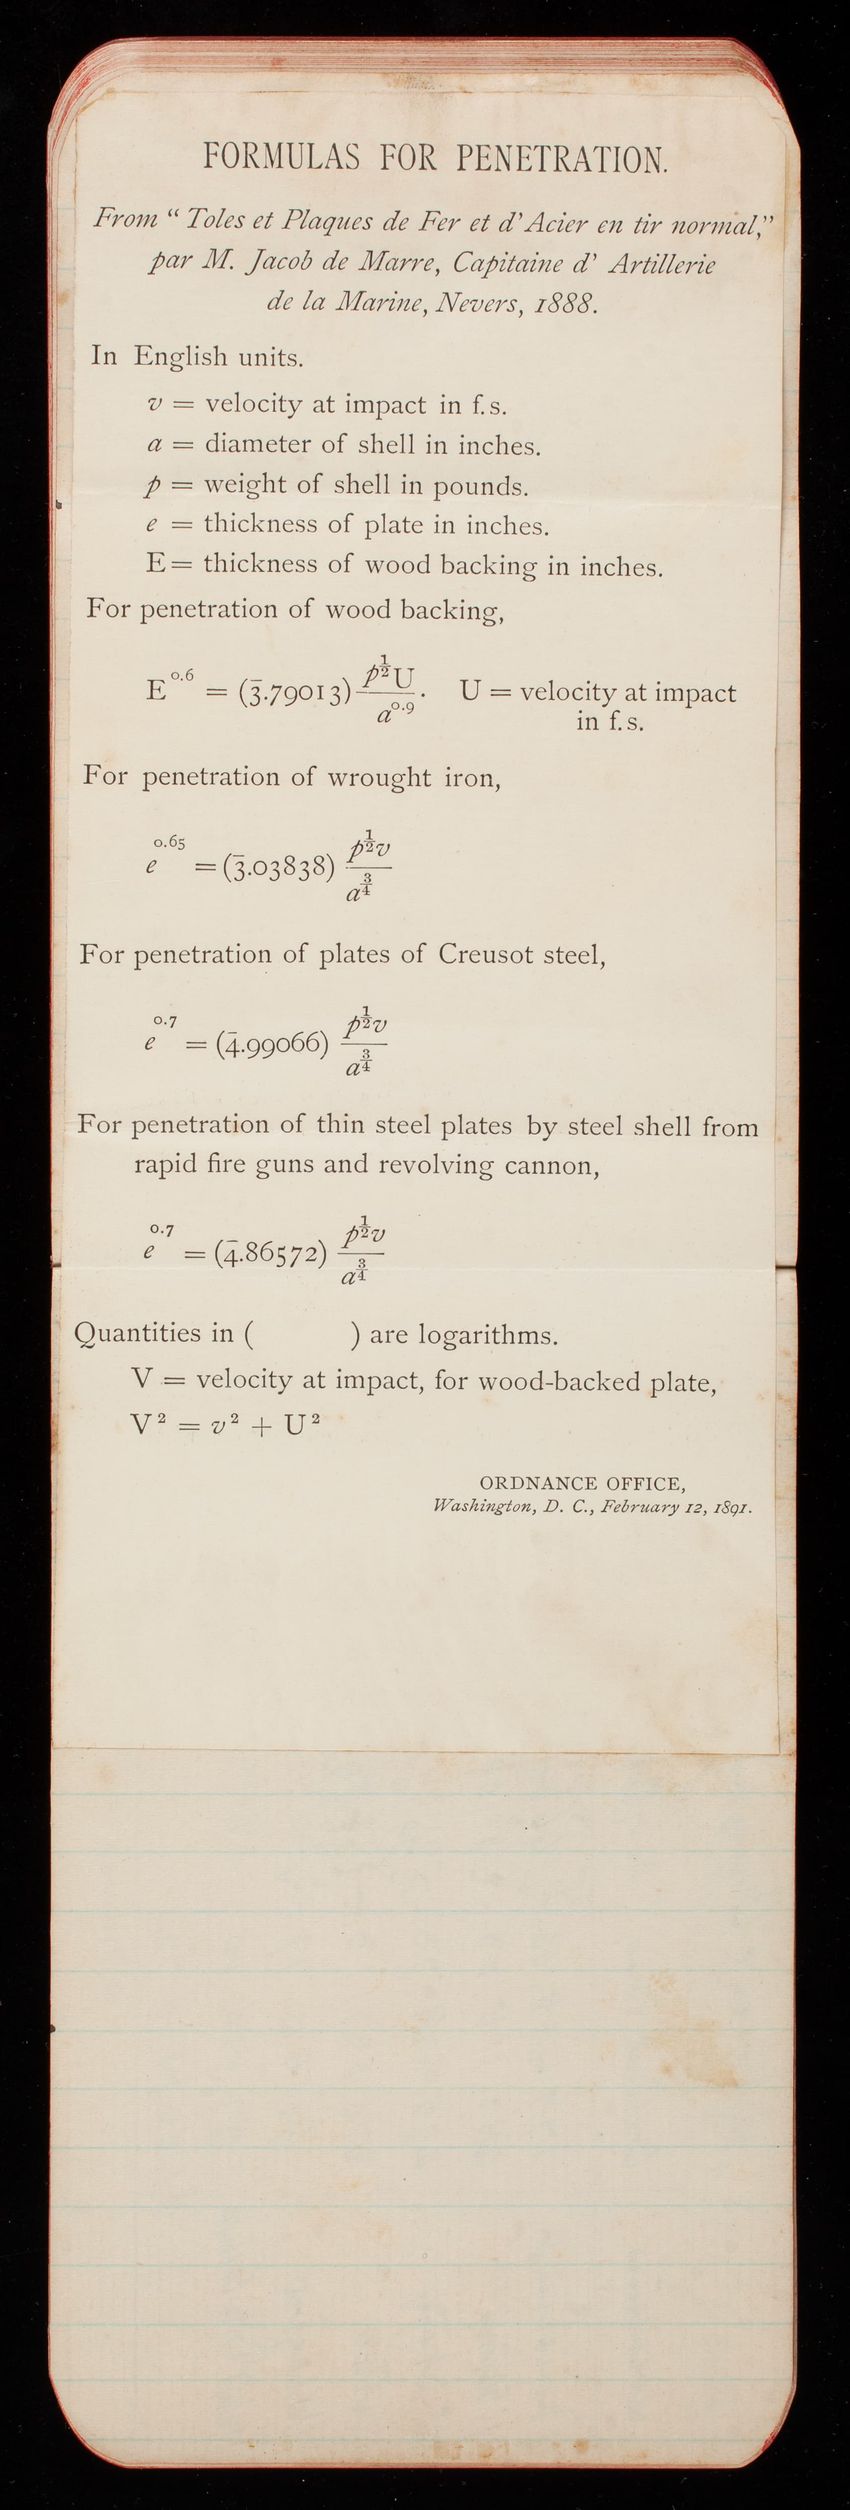 FORMULAS FOR PENETRATION.
From “ Toles et Plaques de Fer et d’ Acier en tir normal,”
par M. Jacob de Marre, Capitaine d’ Artillerie
de la Marine, Nevers, 1888.
In English units.
v = velocity at impact in f. s.
a = diameter of shell in inches.
p = weight of shell in pounds.
e = thickness of plate in inches.
E = thickness of wood backing in inches.
For penetration of wood backing,
E^0.6 = (3̄.79013) p^½ U / a^0.9. U = velocity at impact
in f. s.
For penetration of wrought iron,
e^0.65 = (3̄.03838) p^½ v / a^¾
For penetration of plates of Creusot steel,
e^0.7 = (4̄.99066) p^½ v / a^¾
For penetration of thin steel plates by steel shell from
rapid fire guns and revolving cannon,
e^0.7 = (4̄.86572) p^½ v / a^¾
Quantities in ( ) are logarithms.
V = velocity at impact, for wood-backed plate,
V² = v² + U²
ORDNANCE OFFICE,
Washington, D. C., February 12, 1891.